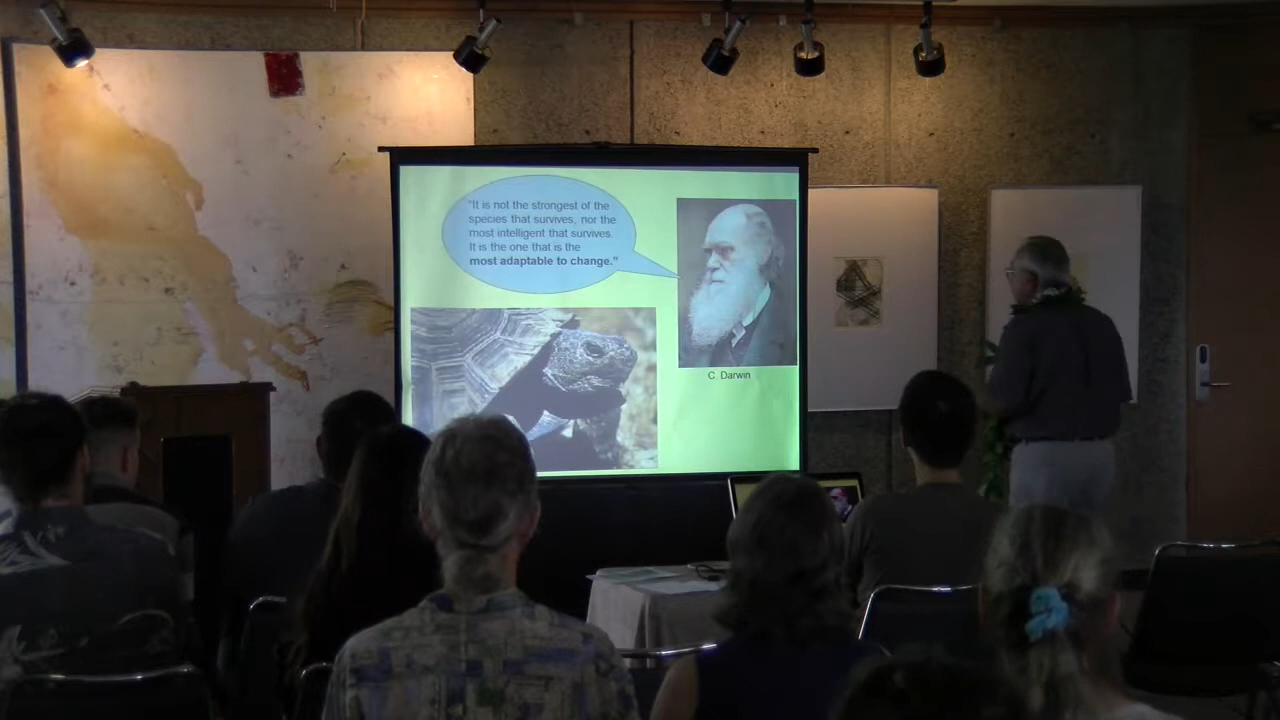 "It is not the strongest of the
species that survives, nor the
most intelligent that survives.
It is the one that is the
most adaptable to change."
C. Darwin